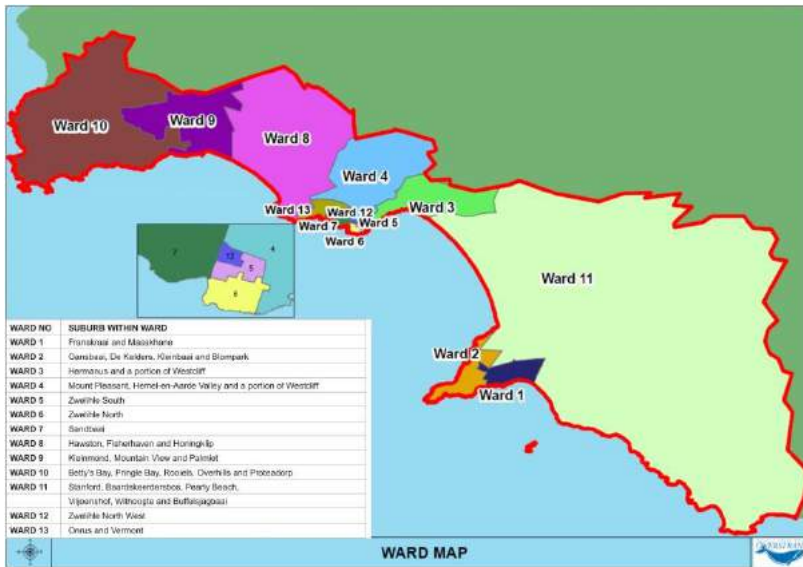 Ward 10
Ward 9
Ward 8
Ward 4
Ward 3
Ward 13
Ward 12
Ward 7
Ward 5
Ward 6
Ward 11
Ward 2
Ward 1
7
4
12
5
6
WARD NO SUBURB WITHIN WARD
WARD 1 Franskraal and Masakhane
WARD 2 Gansbaai, De Kelders, Kleinbaai and Blompark
WARD 3 Hermanus and a portion of Westcliff
WARD 4 Mount Pleasant, Hemel-en-Aarde Valley and a portion of Westcliff
WARD 5 Zwelihle South
WARD 6 Zwelihle North
WARD 7 Sandbaai
WARD 8 Hawston, Fisherhaven and Honingklip
WARD 9 Kleinmond, Mountain View and Palmiet
WARD 10 Betty's Bay, Pringle Bay, Rooiels, Overhills and Proteadorp
WARD 11 Stanford, Baardskeerdersbos, Pearly Beach,
Viljoenshof, and Buffeljagsbaai
WARD 12 Zwelihle North West
WARD 13 Onrus and Vermont
WARD MAP